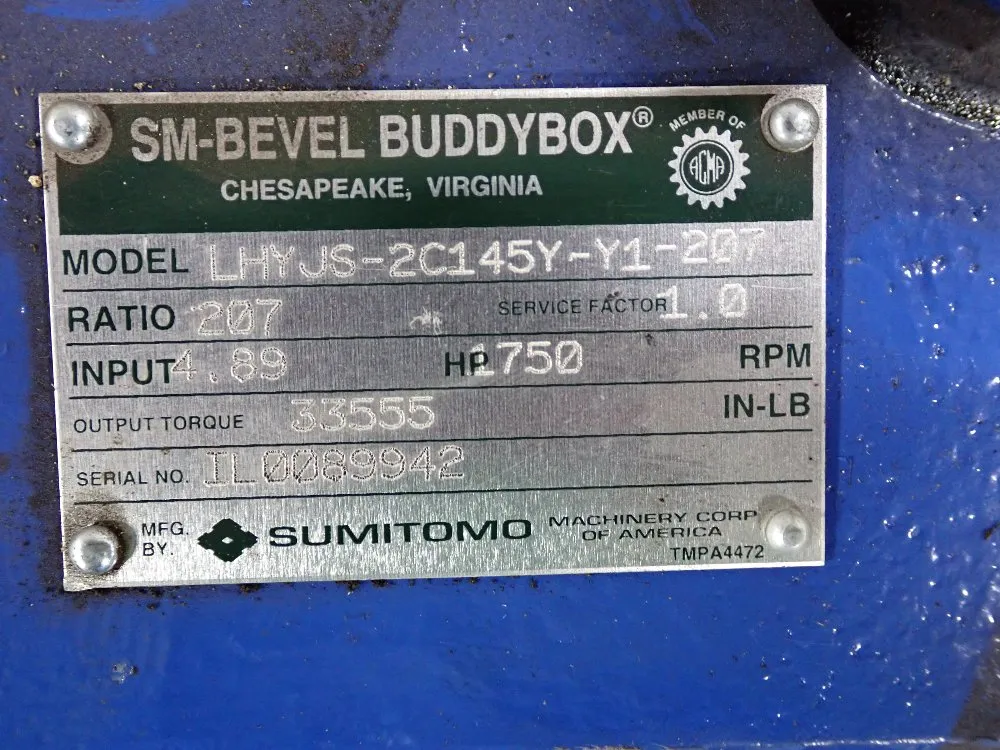 SM-BEVEL BUDDYBOX®
CHESAPEAKE, VIRGINIA
MEMBER OF
AGMA
MODEL LHYJS-2C145Y-Y1-207
RATIO 207 SERVICE FACTOR 1.0
INPUT 4.89 HP 1750 RPM
OUTPUT TORQUE 33555 IN-LB
SERIAL NO. IL0089942
MFG. BY. SUMITOMO MACHINERY CORP OF AMERICA
TMPA4472